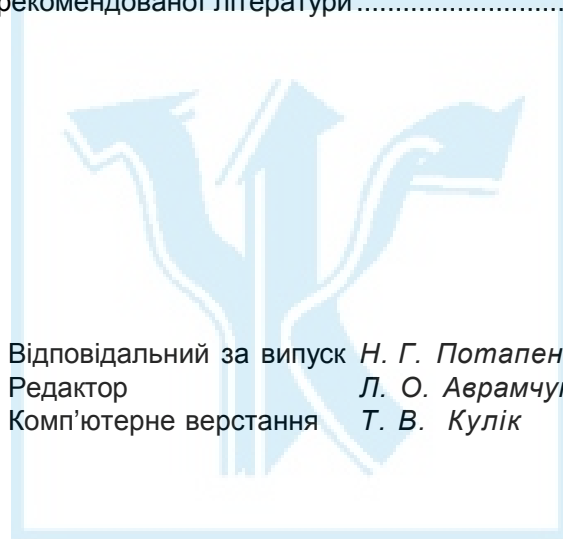 рекомендованої літератури............................
Відповідальний за випуск Н. Г. Потапен
Редактор Л. О. Аврамчу
Комп’ютерне верстання Т. В. Кулік